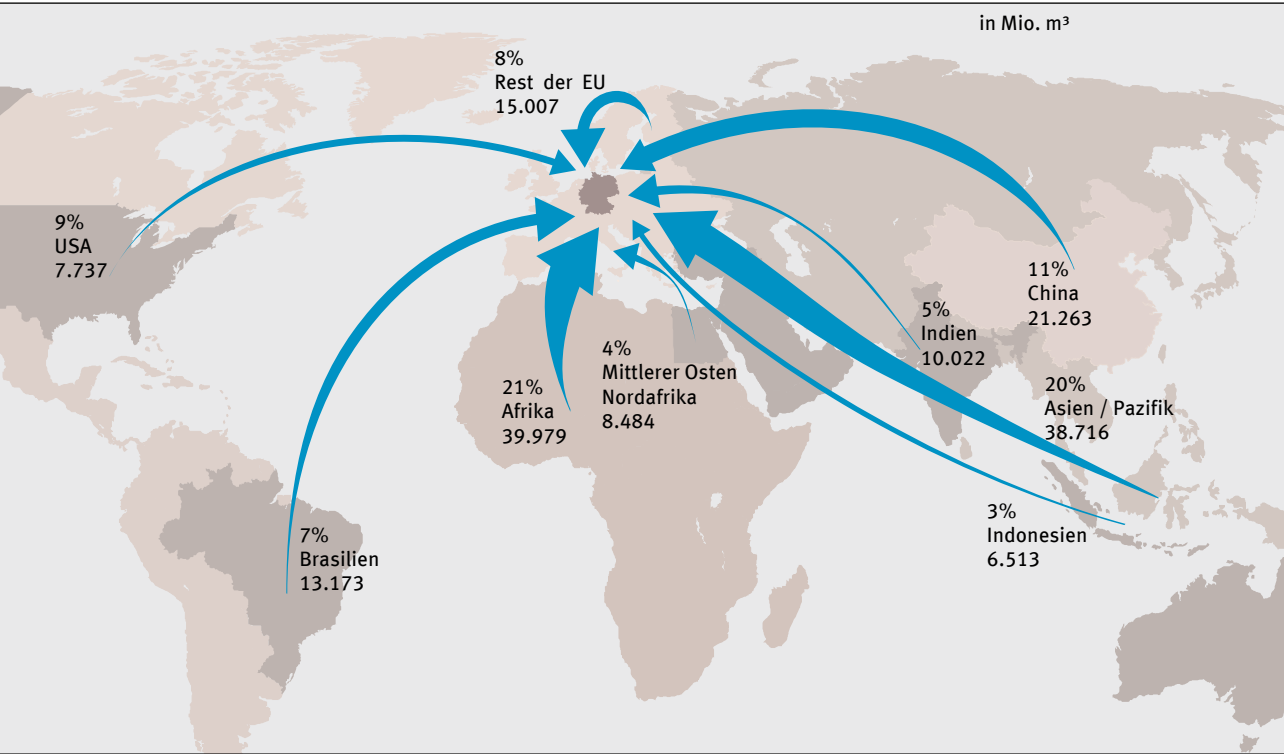 in Mio. m³
8%
Rest der EU
15.007
9%
USA
7.737
11%
China
21.263
5%
Indien
10.022
4%
Mittlerer Osten
Nordafrika
8.484
21%
Afrika
39.979
20%
Asien / Pazifik
38.716
3%
Indonesien
6.513
7%
Brasilien
13.173